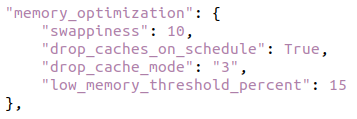 "memory_optimization": {
    "swappiness": 10,
    "drop_caches_on_schedule": True,
    "drop_cache_mode": "3",
    "low_memory_threshold_percent": 15
},